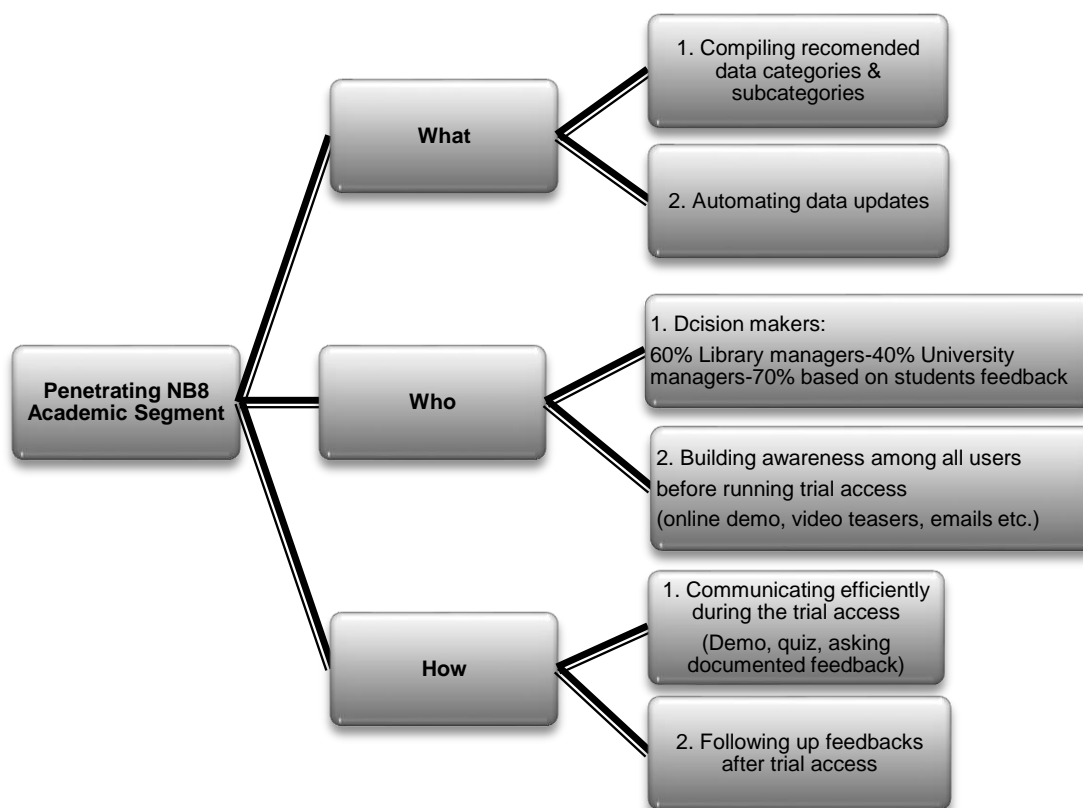 Penetrating NB8
Academic Segment
What
1. Compiling recomended
data categories &
subcategories
2. Automating data updates
Who
1. Dcision makers:
60% Library managers-40% University
managers-70% based on students feedback
2. Building awareness among all users
before running trial access
(online demo, video teasers, emails etc.)
How
1. Communicating efficiently
during the trial access
(Demo, quiz, asking
documented feedback)
2. Following up feedbacks
after trial access